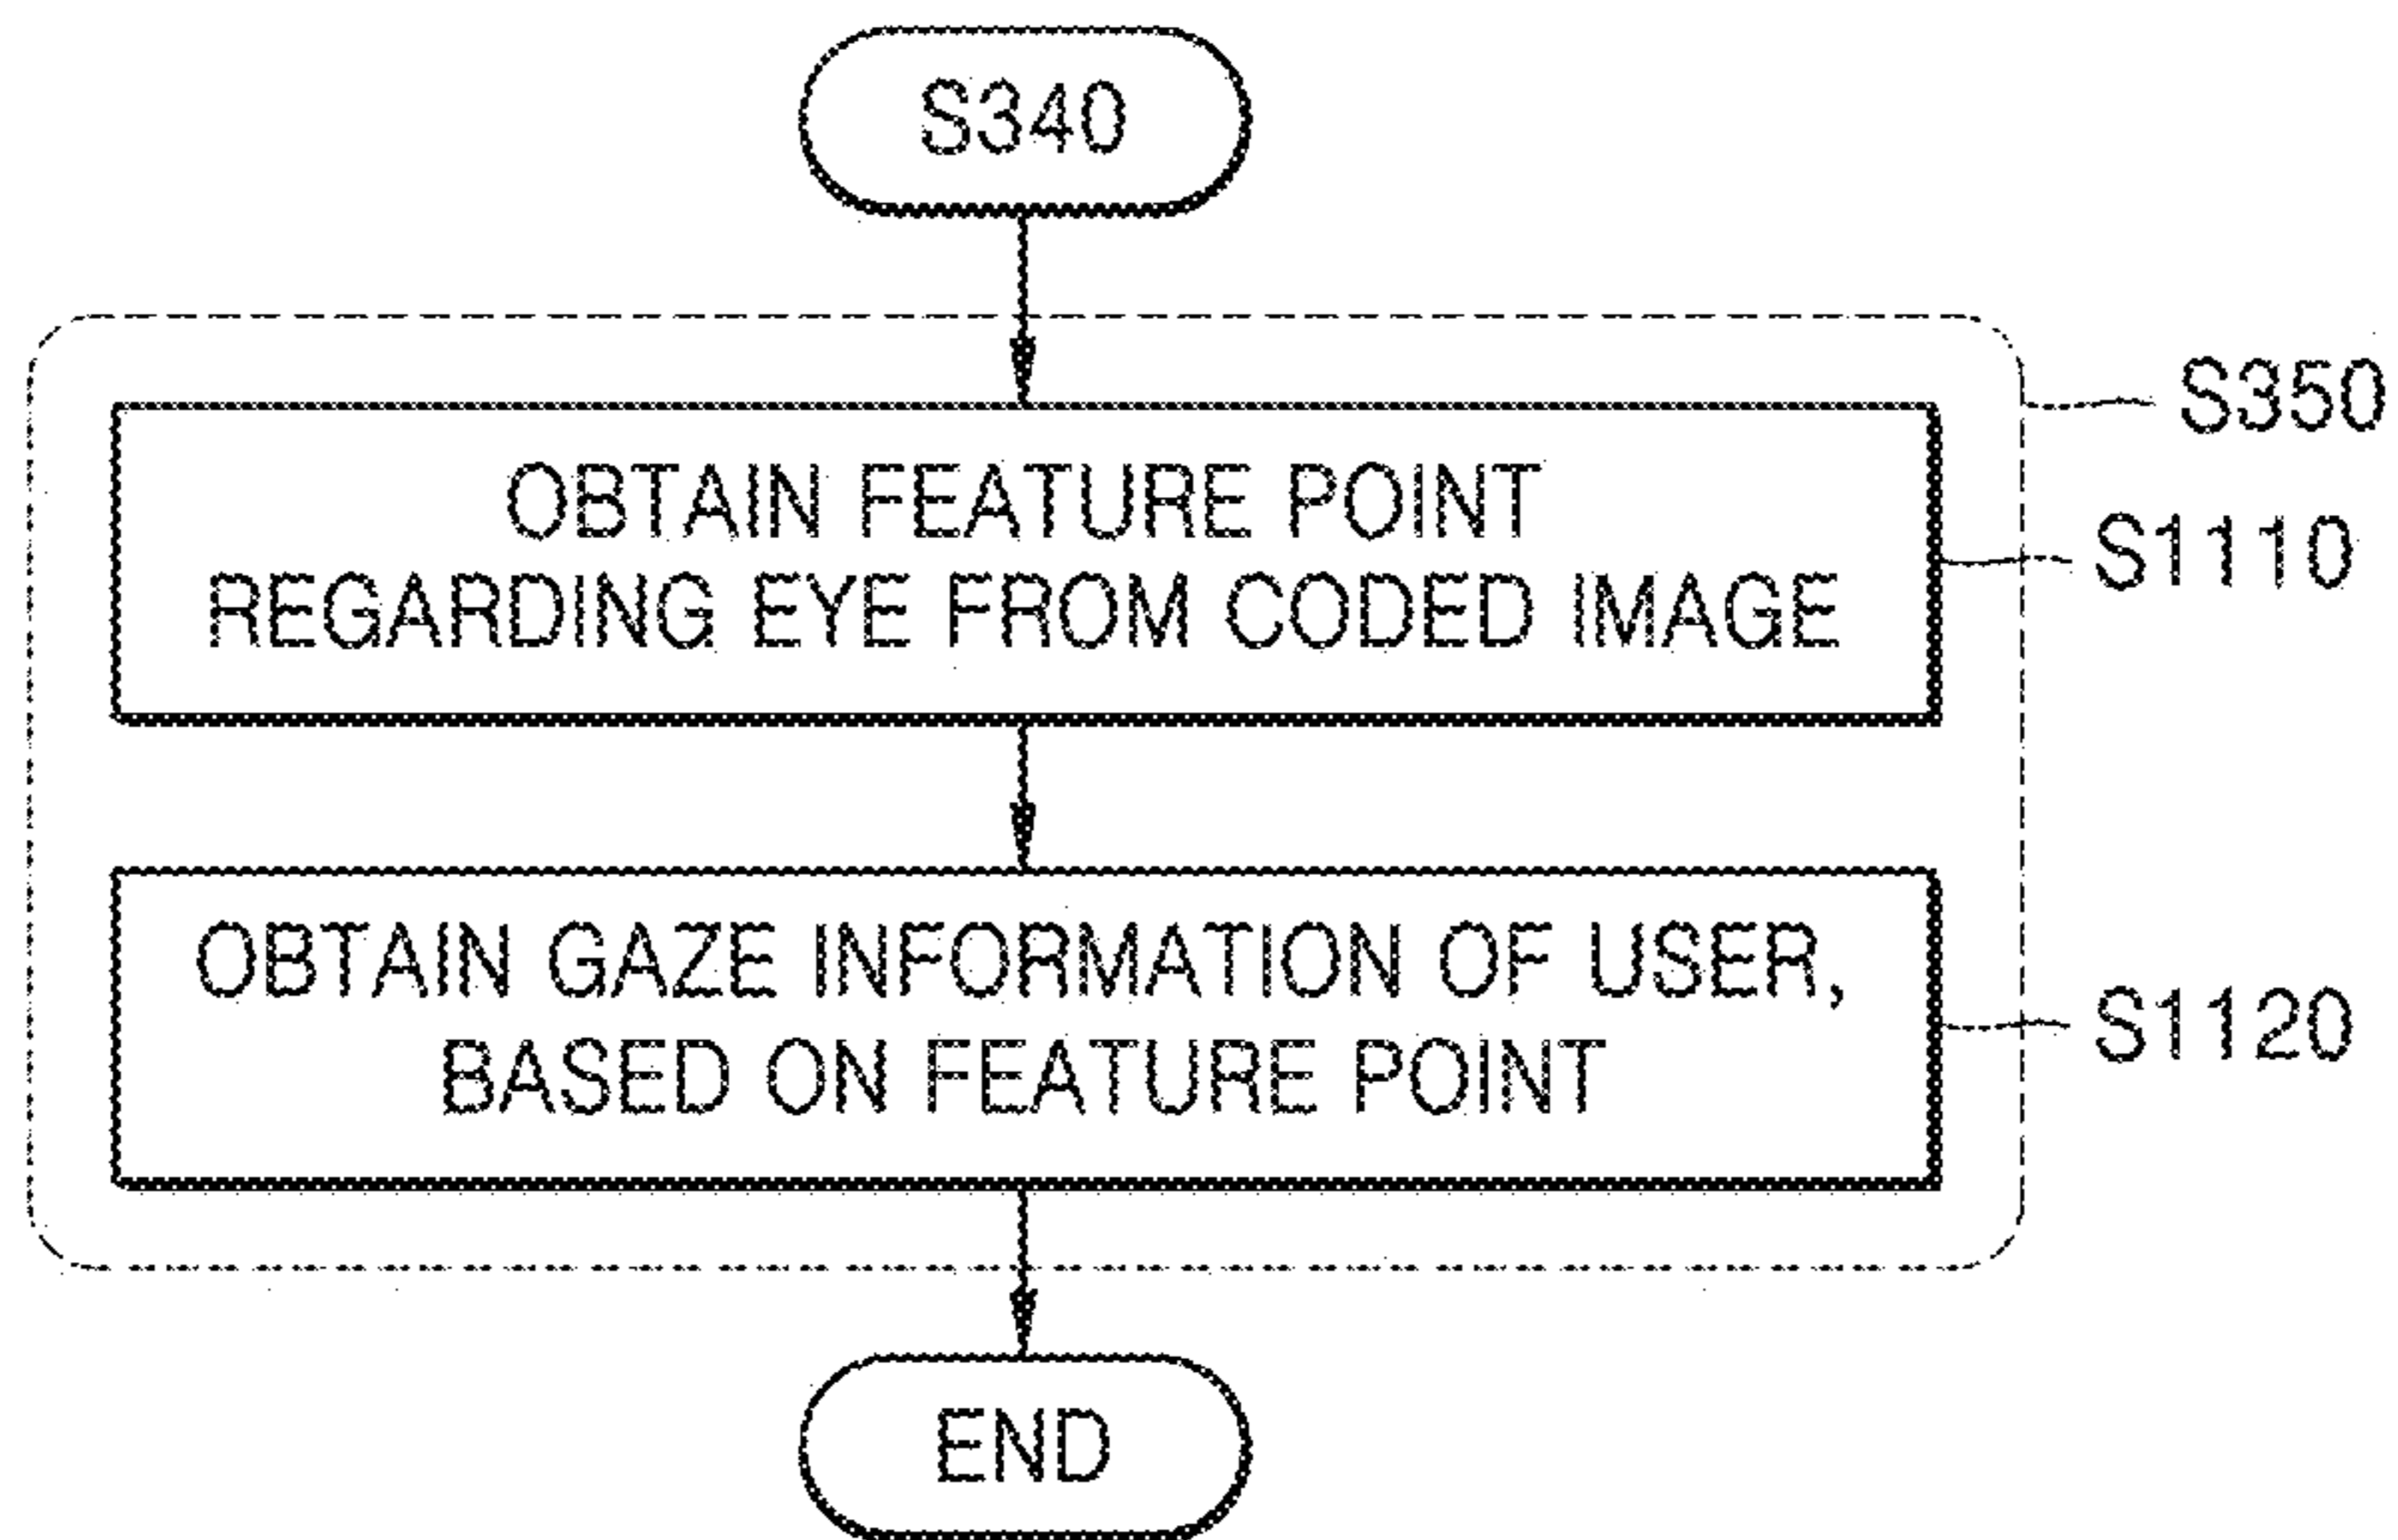 S340
S350
OBTAIN FEATURE POINT
REGARDING EYE FROM CODED IMAGE
S1110
OBTAIN GAZE INFORMATION OF USER,
BASED ON FEATURE POINT
S1120
END